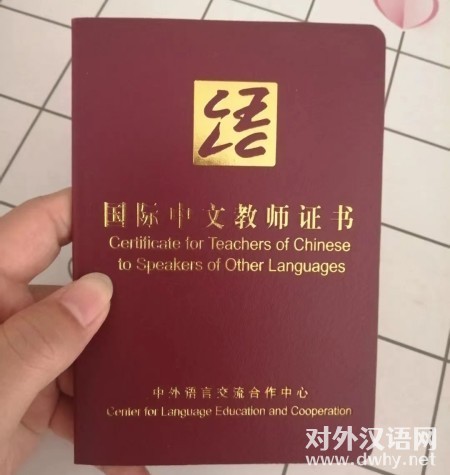 国际中文教师证书
Certificate for Teachers of Chinese
to Speakers of Other Languages
中外语言交流合作中心
Center for Language Education and Cooperation
对外汉语网
www.dwhy.net